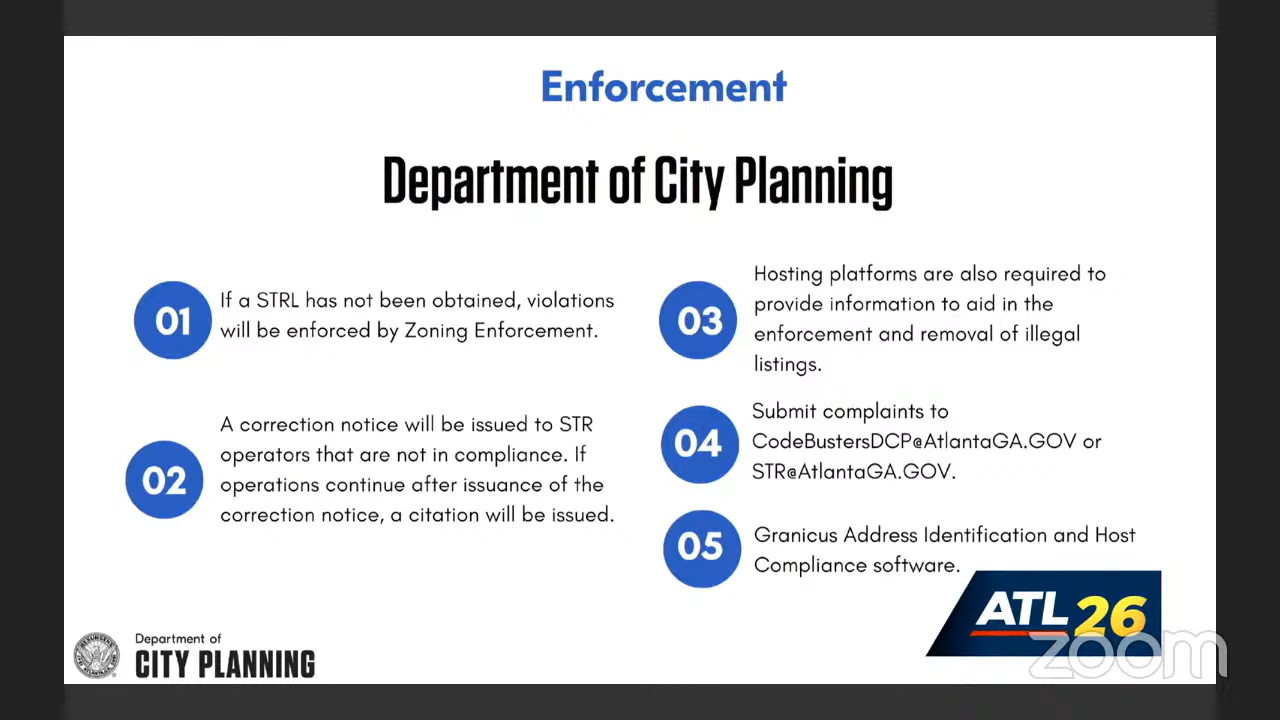 Enforcement
Department of City Planning
01
If a STRL has not been obtained, violations
will be enforced by Zoning Enforcement.
02
A correction notice will be issued to STR
operators that are not in compliance. If
operations continue after issuance of the
correction notice, a citation will be issued.
03
Hosting platforms are also required to
provide information to aid in the
enforcement and removal of illegal
listings.
04
Submit complaints to
CodeBustersDCP@AtlantaGA.GOV or
STR@AtlantaGA.GOV.
05
Granicus Address Identification and Host
Compliance software.
ATL 26
zoom
Department of
CITY PLANNING